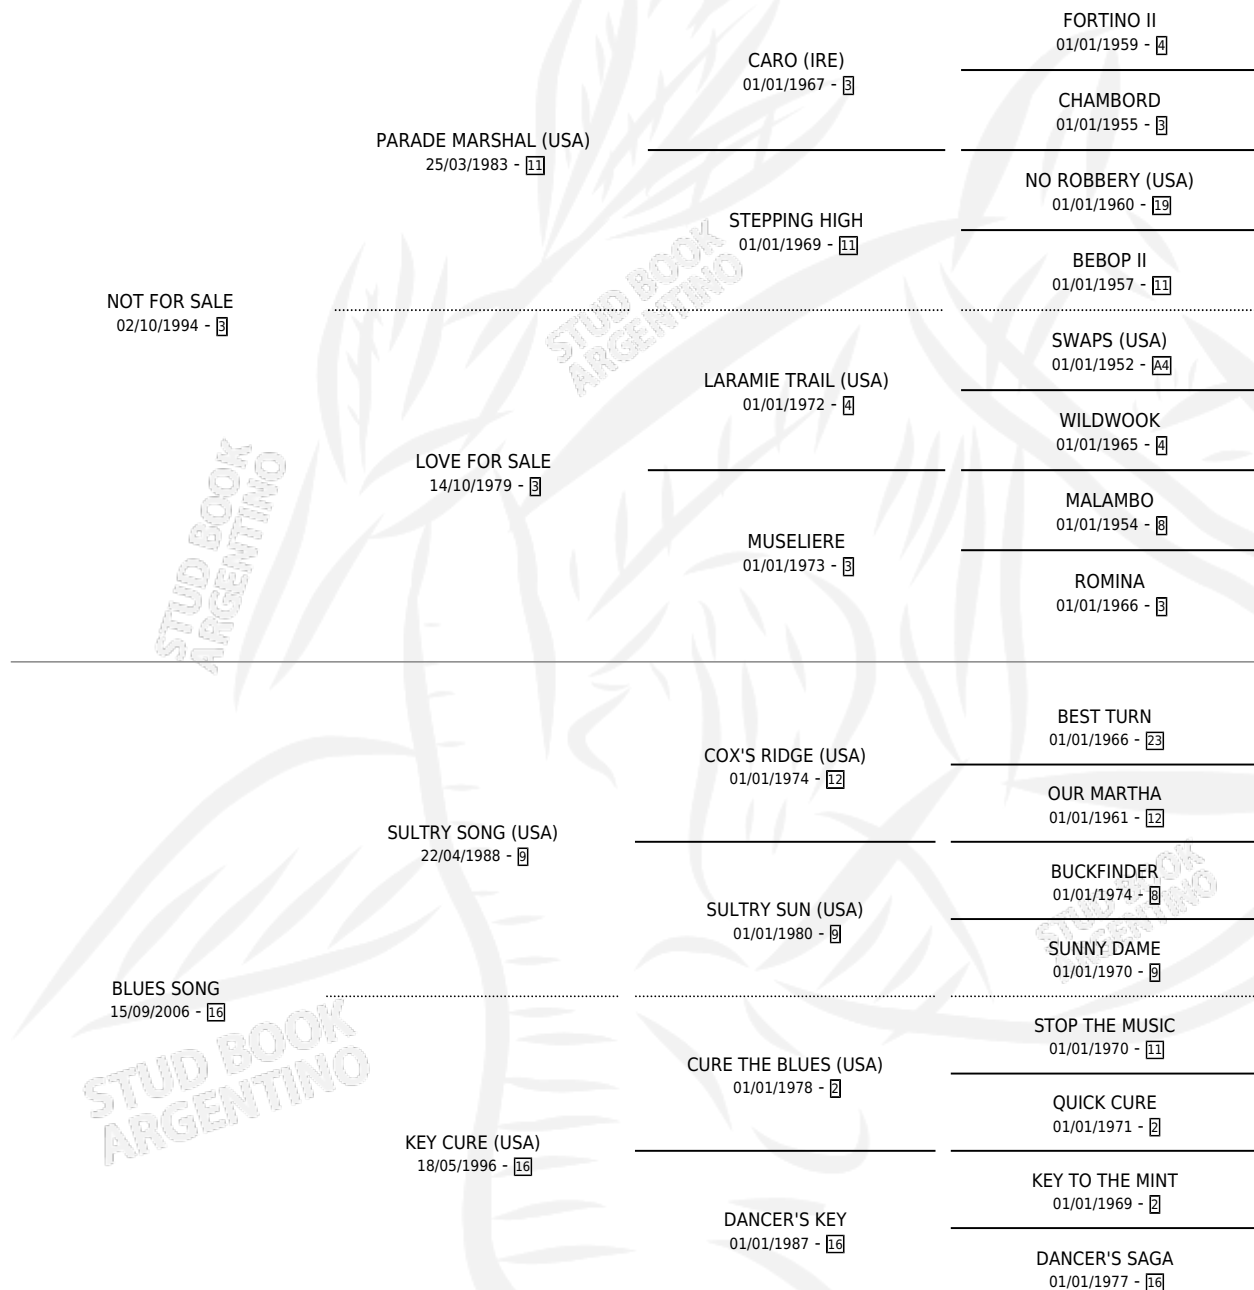 FORTINO II
01/01/1959 - 4
CARO (IRE)
01/01/1967 - 3
CHAMBORD
01/01/1955 - 3
PARADE MARSHAL (USA)
25/03/1983 - 11
NO ROBBERY (USA)
01/01/1960 - 19
STEPPING HIGH
01/01/1969 - 11
BEBOP II
01/01/1957 - 11
NOT FOR SALE
02/10/1994 - 3
SWAPS (USA)
01/01/1952 - A4
LARAMIE TRAIL (USA)
01/01/1972 - 4
WILDWOOK
01/01/1965 - 4
LOVE FOR SALE
14/10/1979 - 3
MALAMBO
01/01/1954 - 8
MUSELIERE
01/01/1973 - 3
ROMINA
01/01/1966 - 3
BEST TURN
01/01/1966 - 23
COX'S RIDGE (USA)
01/01/1974 - 12
OUR MARTHA
01/01/1961 - 12
SULTRY SONG (USA)
22/04/1988 - 9
BUCKFINDER
01/01/1974 - 8
SULTRY SUN (USA)
01/01/1980 - 9
SUNNY DAME
01/01/1970 - 9
BLUES SONG
15/09/2006 - 16
STOP THE MUSIC
01/01/1970 - 11
CURE THE BLUES (USA)
01/01/1978 - 2
QUICK CURE
01/01/1971 - 2
KEY CURE (USA)
18/05/1996 - 16
KEY TO THE MINT
01/01/1969 - 2
DANCER'S KEY
01/01/1987 - 16
DANCER'S SAGA
01/01/1977 - 16
STUD BOOK
ARGENTINO
STUD BOOK
ARGENTINO
STUD BOOK
ARGENTINO
STUD BOOK
ARGENTINO